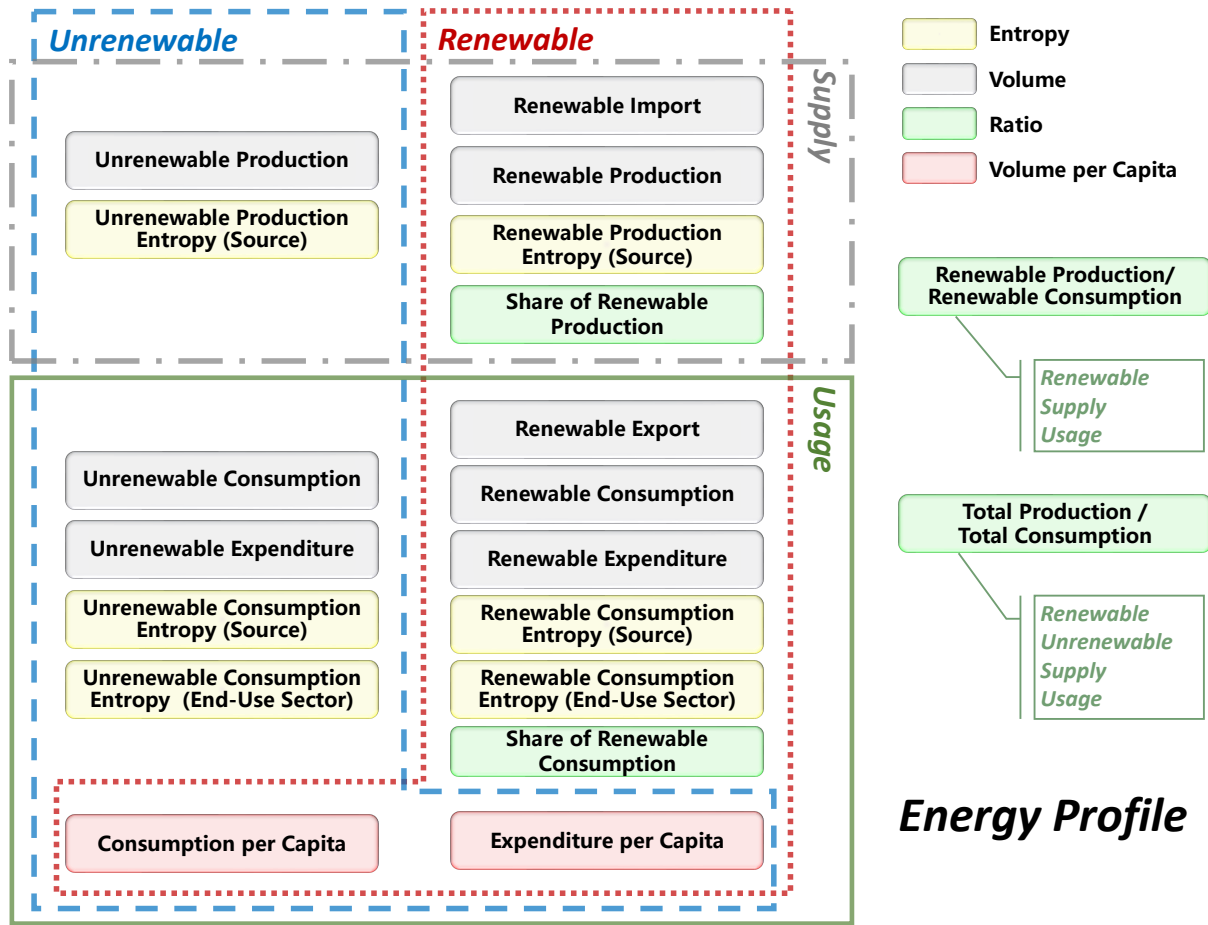 Unrenewable
Renewable
Supply
Renewable Import
Unrenewable Production
Renewable Production
Unrenewable Production
Entropy (Source)
Renewable Production
Entropy (Source)
Share of Renewable
Production
Usage
Renewable Export
Unrenewable Consumption
Renewable Consumption
Unrenewable Expenditure
Renewable Expenditure
Unrenewable Consumption
Entropy (Source)
Renewable Consumption
Entropy (Source)
Unrenewable Consumption
Entropy (End-Use Sector)
Renewable Consumption
Entropy (End-Use Sector)
Share of Renewable
Consumption
Consumption per Capita
Expenditure per Capita
Entropy
Volume
Ratio
Volume per Capita
Renewable Production/
Renewable Consumption
Renewable
Supply
Usage
Total Production /
Total Consumption
Renewable
Unrenewable
Supply
Usage
Energy Profile